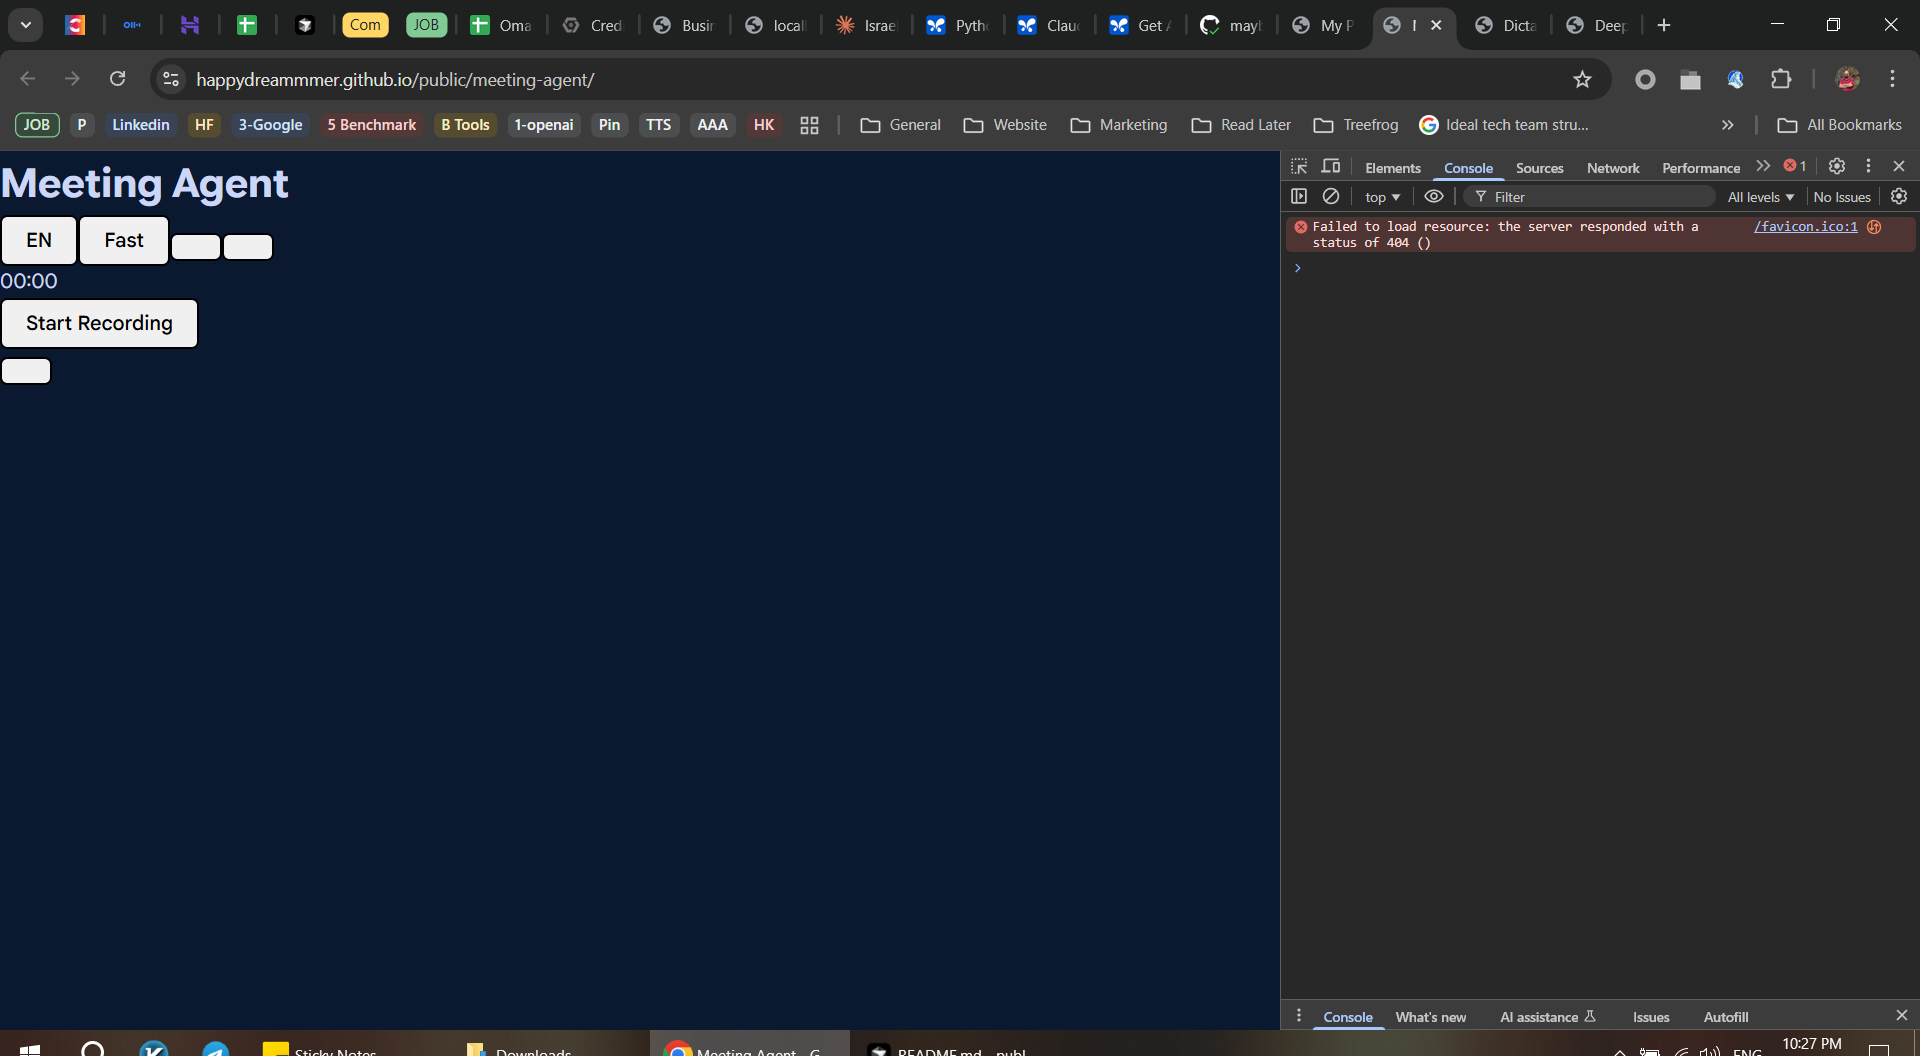 Com
JOB
Oma
Cred
Busir
locall
Israe
Pyth
Clau
Get
mayb
My P
Dicta
Deep
happydreammmer.github.io/public/meeting-agent/
JOB
P
Linkedin
HF
3-Google
5 Benchmark
B Tools
1-openai
Pin
TTS
AAA
HK
General
Website
Marketing
Read Later
Treefrog
Ideal tech team stru...
All Bookmarks
Meeting Agent
EN
Fast
00:00
Start Recording
Elements
Console
Sources
Network
Performance
1
top
Filter
All levels
No Issues
Failed to load resource: the server responded with a /favicon.ico:1
status of 404 ()
Console
What's new
AI assistance
Issues
Autofill
Sticky Notes
Downloads
Meeting Agent - G
README.md - publ
ENG
10:27 PM